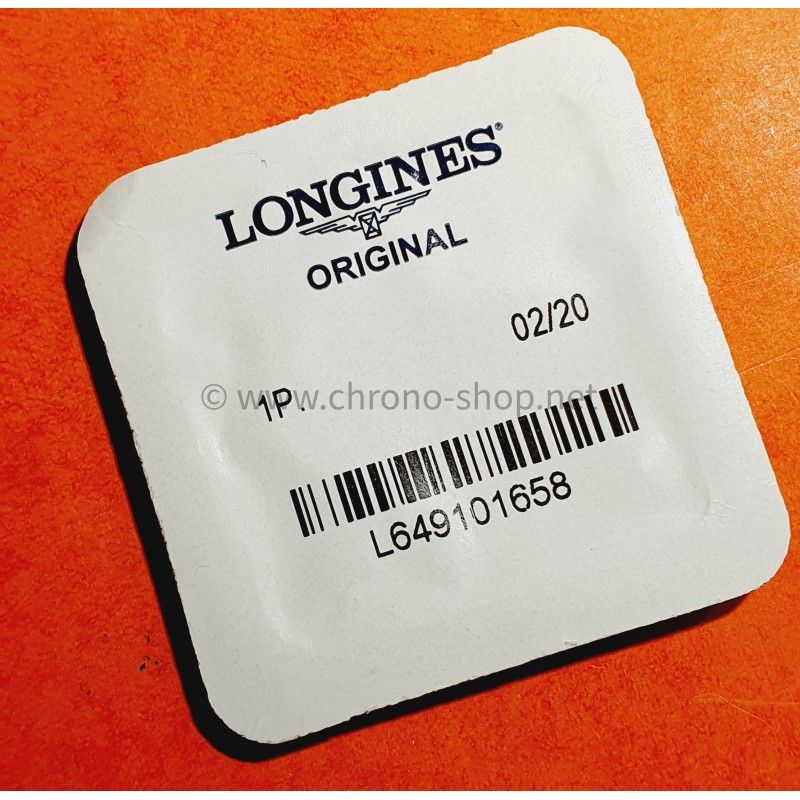 LONGINES®
ORIGINAL
02/20
© www.chrono-shop.net
1P.
L649101658